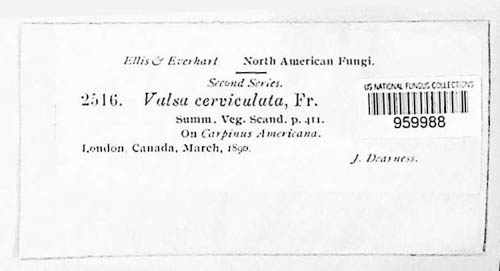 Ellis & Everhart North American Fungi.
Second Series.
2516. Valsa cerviculata, Fr.
Summ. Veg. Scand. p. 411.
On Carpinus Americana.
London, Canada, March, 1890.
J. Dearness.
US NATIONAL FUNGUS COLLECTIONS
959988